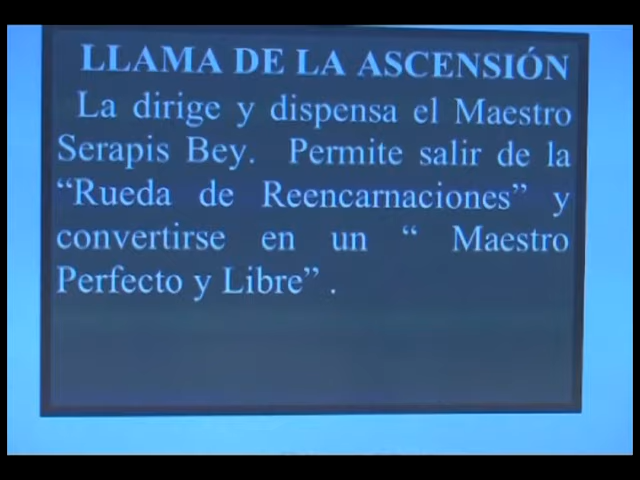 LLAMA DE LA ASCENSIÓN
La dirige y dispensa el Maestro
Serapis Bey. Permite salir de la
“Rueda de Reencarnaciones” y
convertirse en un “ Maestro
Perfecto y Libre” .